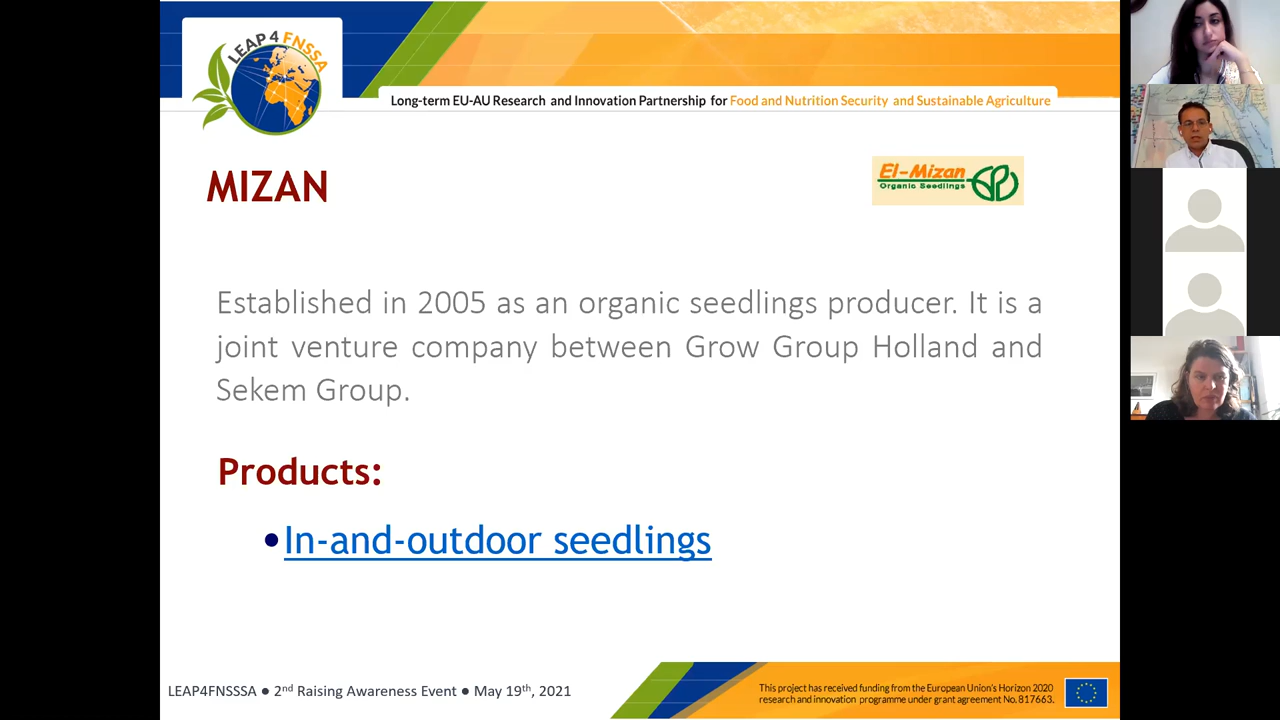 LEAP 4 FNSSA
Long-term EU-AU Research and Innovation Partnership for Food and Nutrition Security and Sustainable Agriculture
MIZAN
El-Mizan
Organic Seedlings
Established in 2005 as an organic seedlings producer. It is a
joint venture company between Grow Group Holland and
Sekem Group.
Products:
•In-and-outdoor seedlings
LEAP4FNSSSA ● 2nd Raising Awareness Event ● May 19th, 2021
This project has received funding from the European Union's Horizon 2020
research and innovation programme under grant agreement No. 817663.